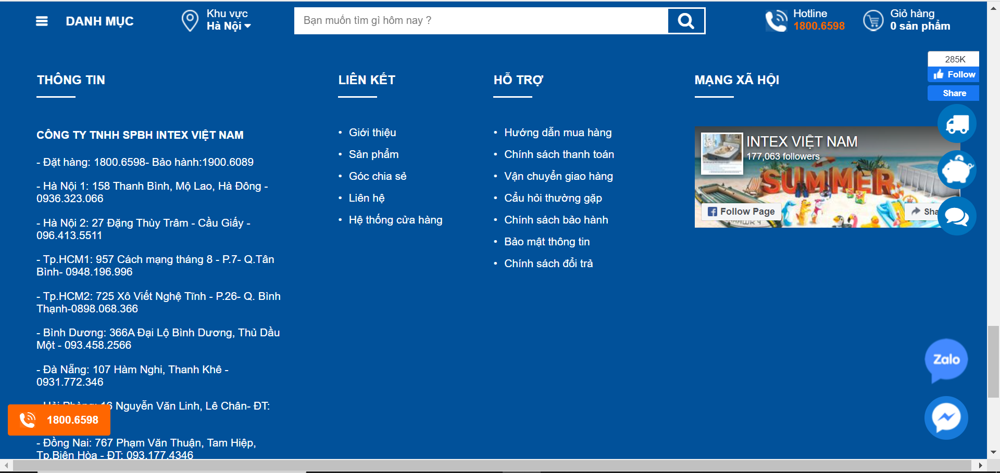 DANH MỤC
Khu vực
Hà Nội
Bạn muốn tìm gì hôm nay ?
Hotline
1800.6598
Giỏ hàng
0 sản phẩm
285K
Follow
Share
THÔNG TIN
CÔNG TY TNHH SPBH INTEX VIỆT NAM
- Đặt hàng: 1800.6598- Bảo hành:1900.6089
- Hà Nội 1: 158 Thanh Bình, Mộ Lao, Hà Đông -
0936.323.066
- Hà Nội 2: 27 Đặng Thùy Trâm - Cầu Giấy -
096.413.5511
- Tp.HCM1: 957 Cách mạng tháng 8 - P.7- Q.Tân
Bình- 0948.196.996
- Tp.HCM2: 725 Xô Viết Nghệ Tĩnh - P.26- Q. Bình
Thạnh-0898.068.366
- Bình Dương: 366A Đại Lộ Bình Dương, Thủ Dầu
Một - 093.458.2566
- Đà Nẵng: 107 Hàm Nghi, Thanh Khê -
0931.772.346
- Hải Phòng: 16 Nguyễn Văn Linh, Lê Chân- ĐT:
1800.6598
- Đồng Nai: 767 Phạm Văn Thuận, Tam Hiệp,
Tp.Biên Hòa - ĐT: 093.177.4346
LIÊN KẾT
• Giới thiệu
• Sản phẩm
• Góc chia sẻ
• Liên hệ
• Hệ thống cửa hàng
HỖ TRỢ
• Hướng dẫn mua hàng
• Chính sách thanh toán
• Vận chuyển giao hàng
• Cẩu hỏi thường gặp
• Chính sách bảo hành
• Bảo mật thông tin
• Chính sách đổi trả
MẠNG XÃ HỘI
INTEX VIỆT NAM
177,063 followers
SUMMER
Follow Page
Sha
Zalo